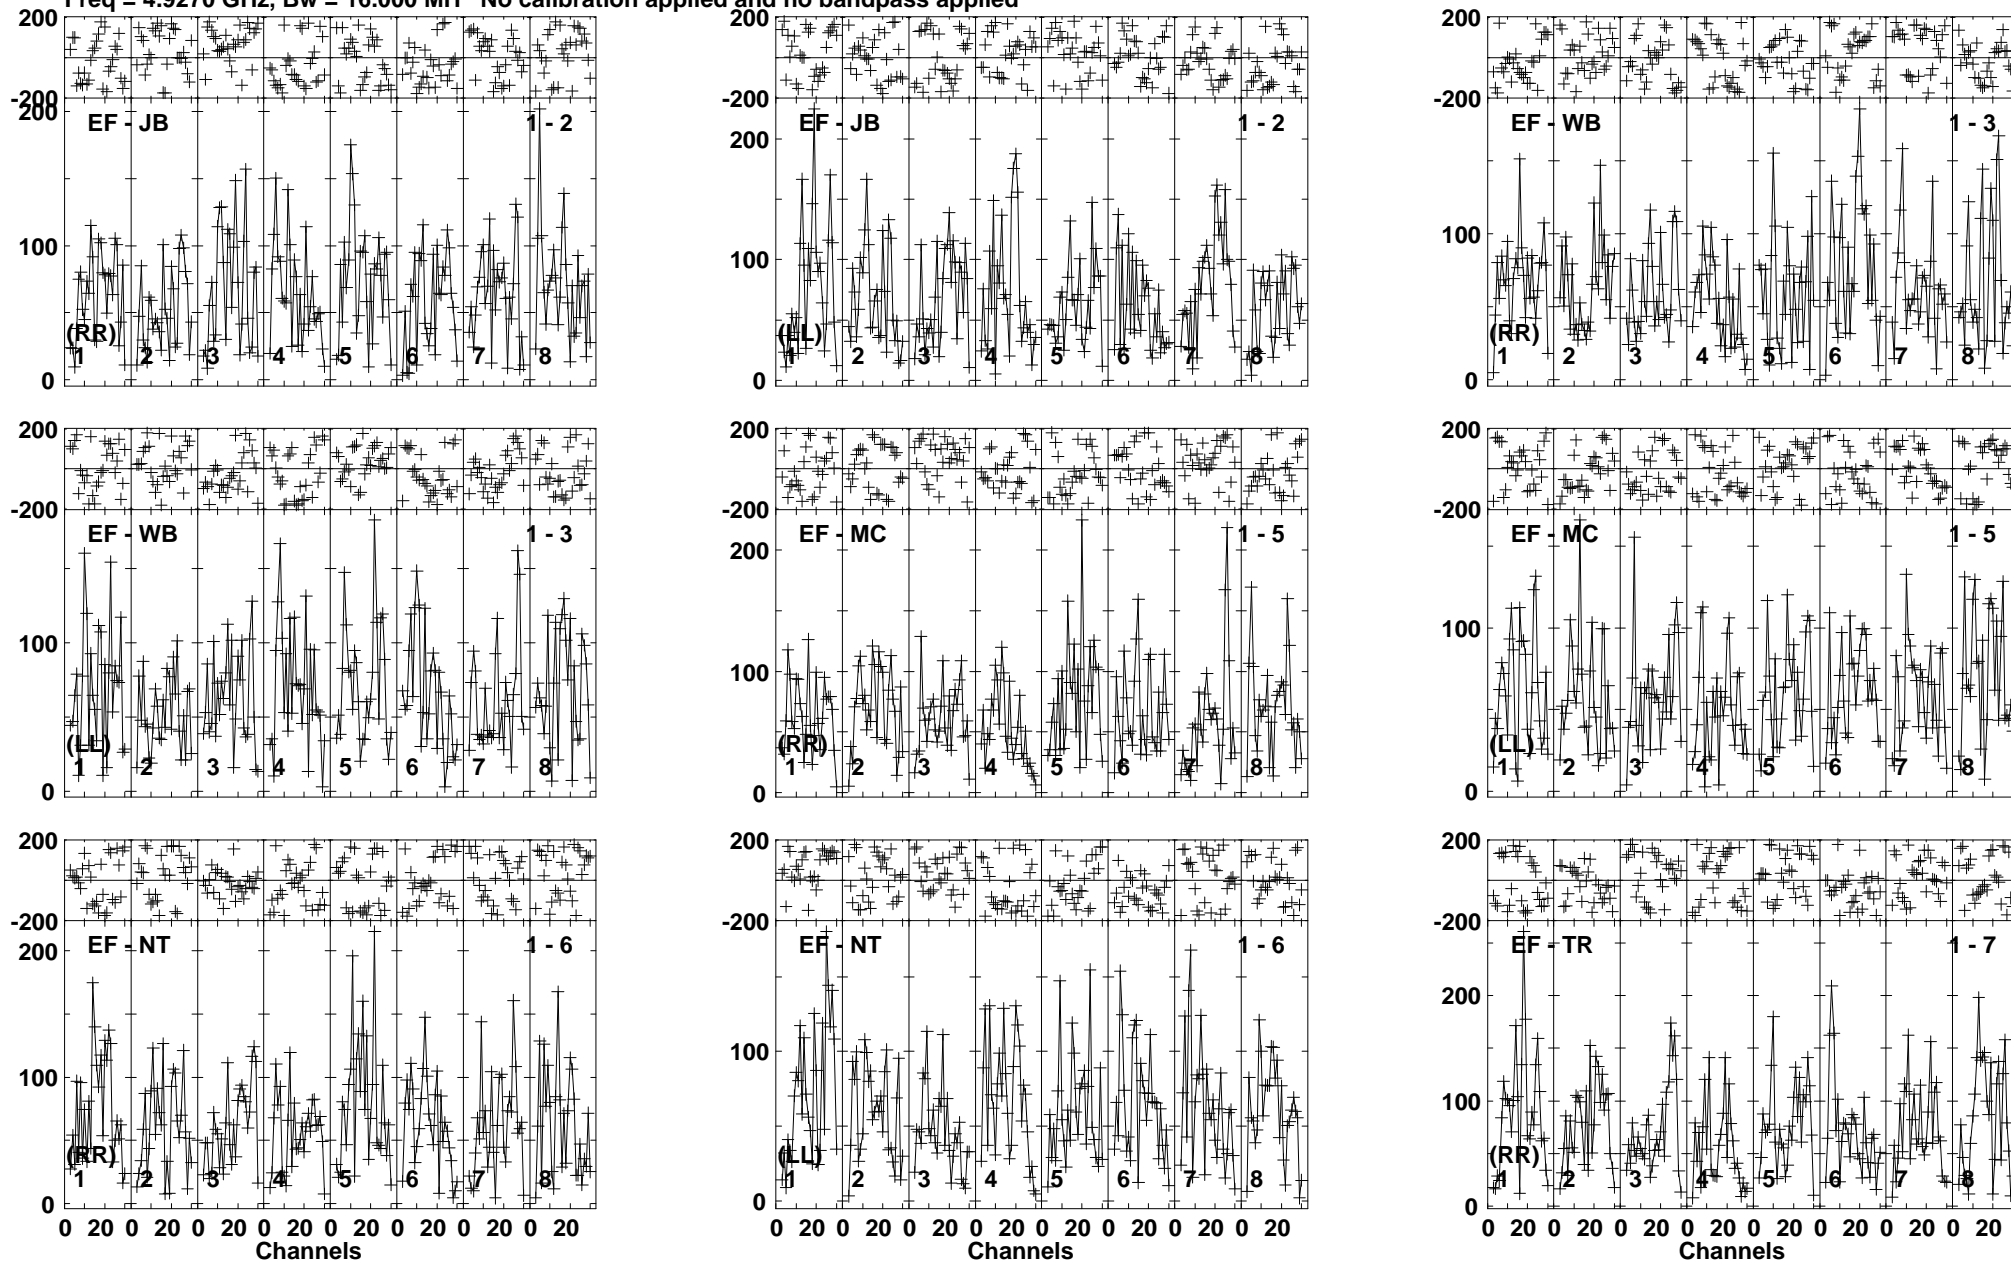 Freq = 4.9270 GHz, Bw = 16.000 MH No calibration applied and no bandpass applied
200 200 200
-200 -200 -200
200 EF - JB 1 - 2 EF - JB 1 - 2 EF - WB 1 - 3
200
100 100 100
(RR) (LL) (RR)
1 2 3 4 5 6 7 8 1 2 3 4 5 6 7 8 1 2 3 4 5 6 7 8
0 0 0
200 200 200
-200 -200 -200
EF - WB 1 - 3 EF - MC 1 - 5 EF - MC 1 - 5
200
100 100 100
(LL) (RR) (LL)
1 2 3 4 5 6 7 8 1 2 3 4 5 6 7 8 1 2 3 4 5 6 7 8
0 0 0
200 200 200
-200 -200 -200
EF - NT 1 - 6 EF - NT 1 - 6 EF - TR 1 - 7
200 200
100 100 100
(RR) (LL) (RR)
1 2 3 4 5 6 7 8 1 2 3 4 5 6 7 8 1 2 3 4 5 6 7 8
0 0 0
0 20 0 20 0 20 0 20 0 20 0 20 0 20 0 20 0 20 0 20 0 20 0 20 0 20 0 20 0 20 0 20 0 20 0 20 0 20 0 20 0 20 0 20 0 20 0 20
Channels Channels Channels